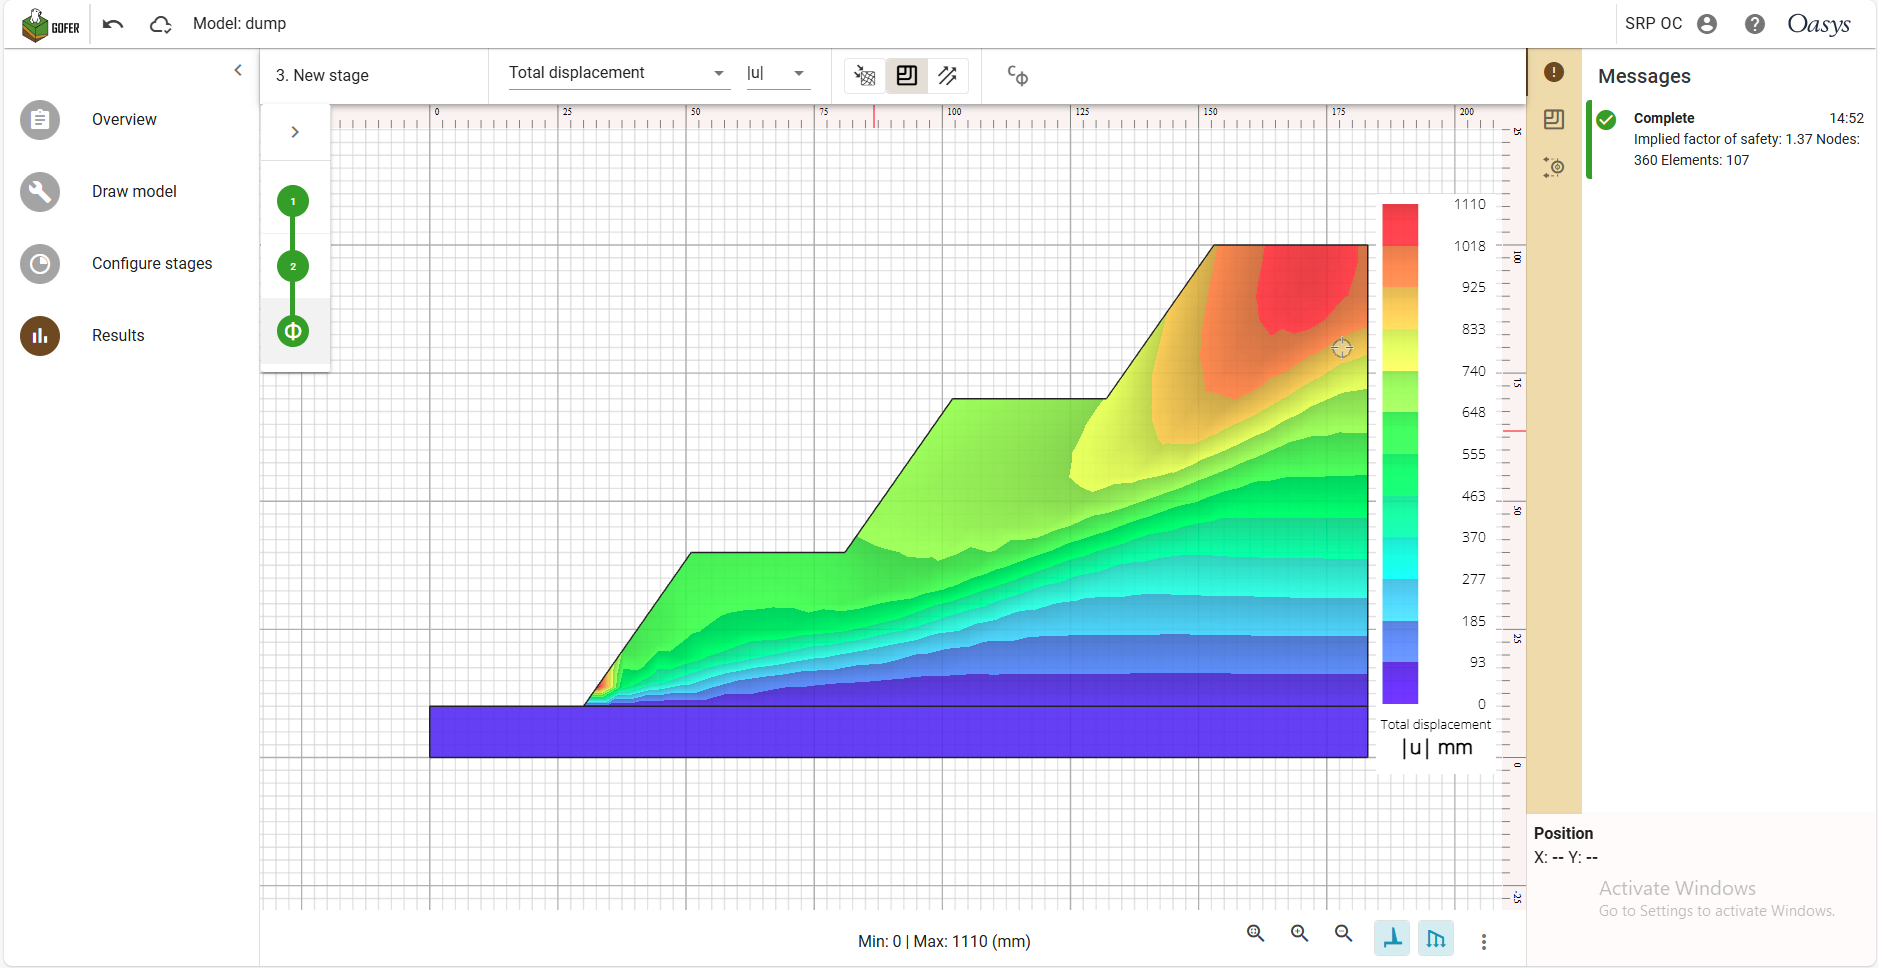 GOFER
Model: dump
SRP OC
?
Oasys
3. New stage
Total displacement
|u|
CΦ
Overview
Draw model
Configure stages
Results
1
2
Φ
0 25 50 75 100 125 150 175 200
25
100
75
50
25
0
-25
1110
1018
925
833
740
648
555
463
370
277
185
93
0
Total displacement
|u| mm
Min: 0 | Max: 1110 (mm)
Messages
Complete 14:52
Implied factor of safety: 1.37 Nodes:
360 Elements: 107
Position
X: -- Y: --
Activate Windows
Go to Settings to activate Windows.